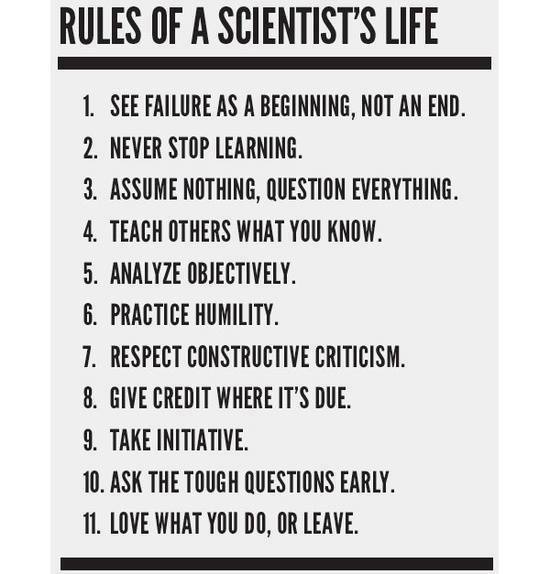 RULES OF A SCIENTIST'S LIFE
1. SEE FAILURE AS A BEGINNING, NOT AN END.
2. NEVER STOP LEARNING.
3. ASSUME NOTHING, QUESTION EVERYTHING.
4. TEACH OTHERS WHAT YOU KNOW.
5. ANALYZE OBJECTIVELY.
6. PRACTICE HUMILITY.
7. RESPECT CONSTRUCTIVE CRITICISM.
8. GIVE CREDIT WHERE IT'S DUE.
9. TAKE INITIATIVE.
10. ASK THE TOUGH QUESTIONS EARLY.
11. LOVE WHAT YOU DO, OR LEAVE.